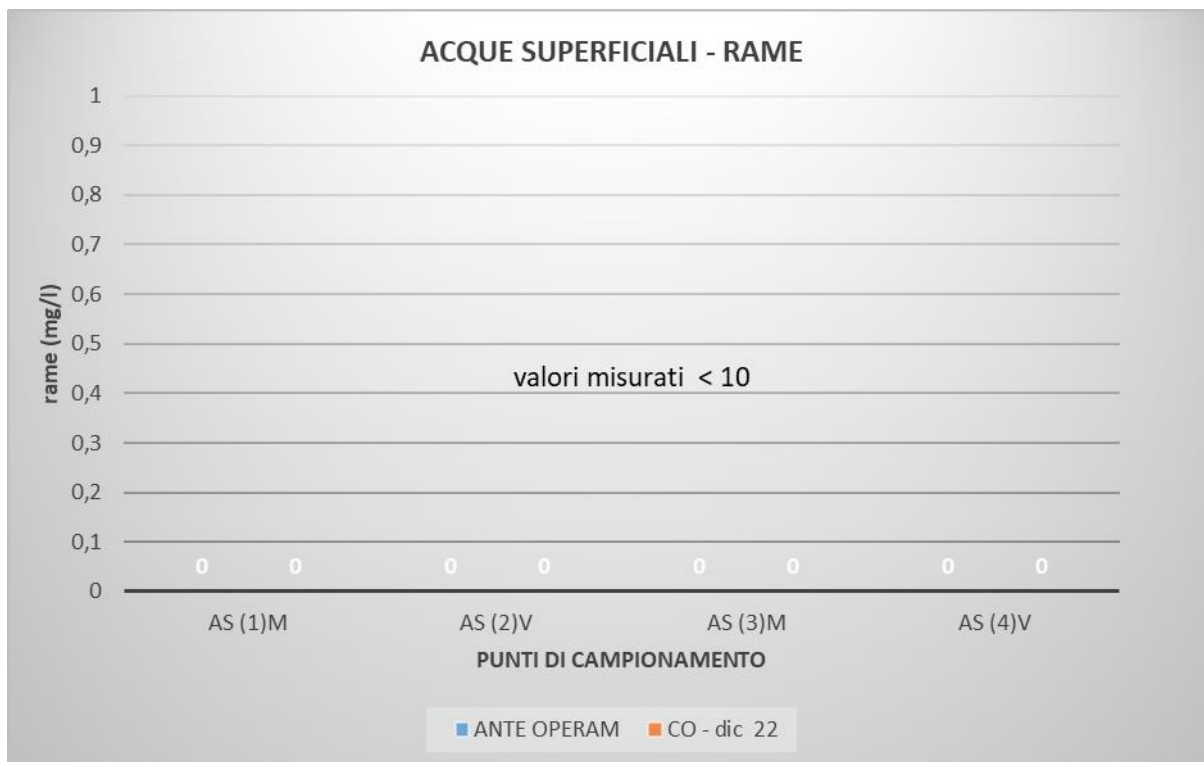 ACQUE SUPERFICIALI - RAME
1
0,9
0,8
0,7
0,6
0,5
0,4
0,3
0,2
0,1
0
rame (mg/l)
valori misurati < 10
0 0 0 0 0 0 0 0
AS (1)M AS (2)V AS (3)M AS (4)V
PUNTI DI CAMPIONAMENTO
ANTE OPERAM CO - dic 22